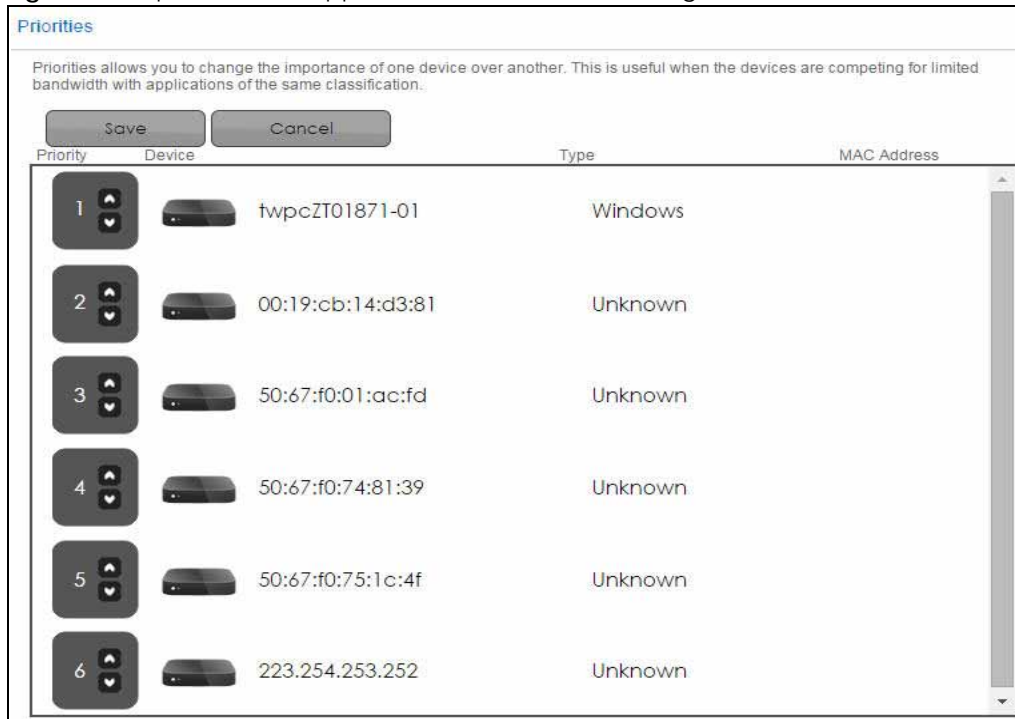 Priorities
Priorities allows you to change the importance of one device over another. This is useful when the devices are competing for limited
bandwidth with applications of the same classification.
Save Cancel
Priority Device Type MAC Address
1 twpcZT01871-01 Windows
2 00:19:cb:14:d3:81 Unknown
3 50:67:f0:01:ac:fd Unknown
4 50:67:f0:74:81:39 Unknown
5 50:67:f0:75:1c:4f Unknown
6 223.254.253.252 Unknown